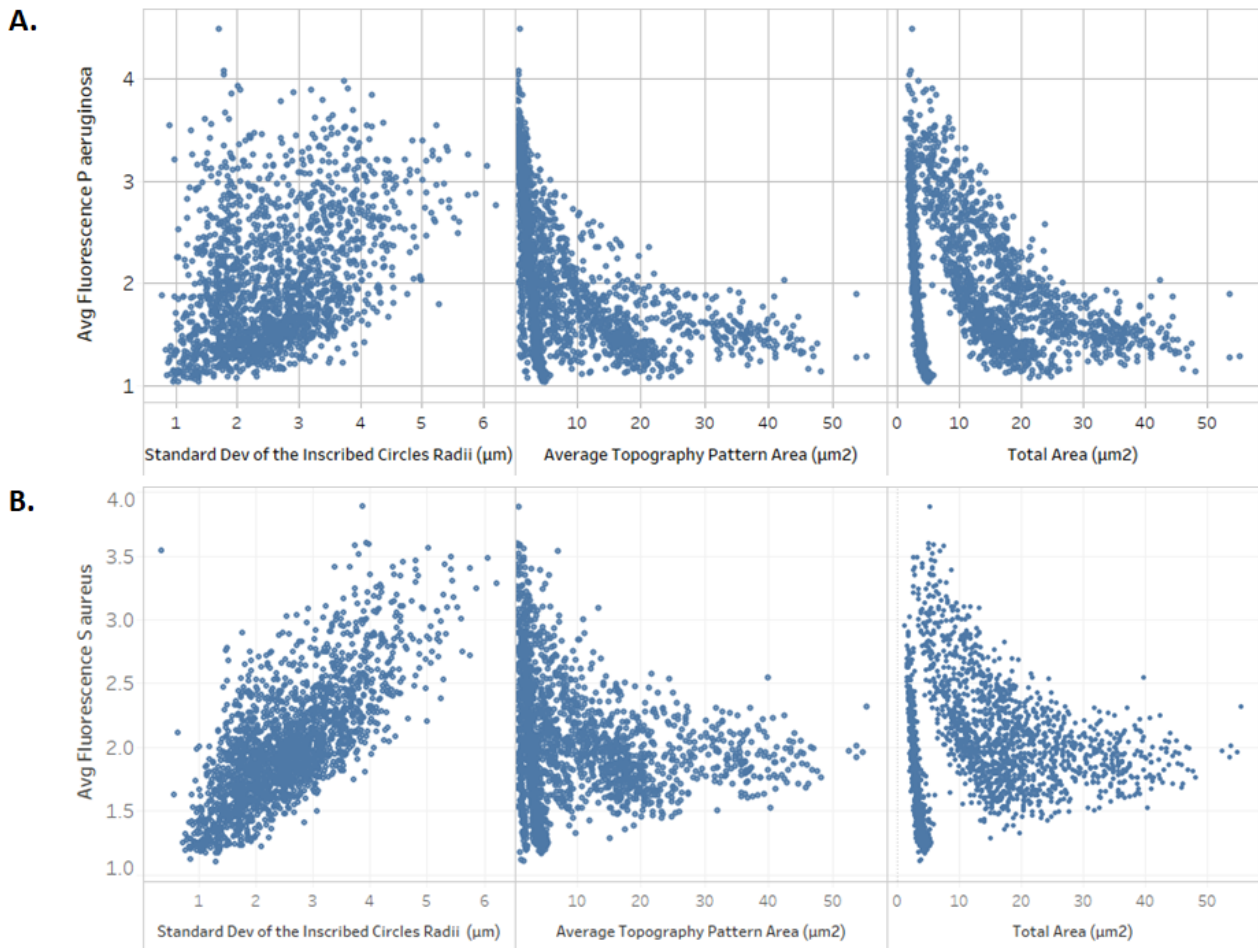 A.
Avg Fluorescence P aeruginosa
4
3
2
1
1 2 3 4 5 6 10 20 30 40 50 0 10 20 30 40 50
Standard Dev of the Inscribed Circles Radii (µm) Average Topography Pattern Area (µm2) Total Area (µm2)
B.
Avg Fluorescence S aureus
4.0
3.5
3.0
2.5
2.0
1.5
1.0
1 2 3 4 5 6 10 20 30 40 50 0 10 20 30 40 50
Standard Dev of the Inscribed Circles Radii (µm) Average Topography Pattern Area (µm2) Total Area (µm2)